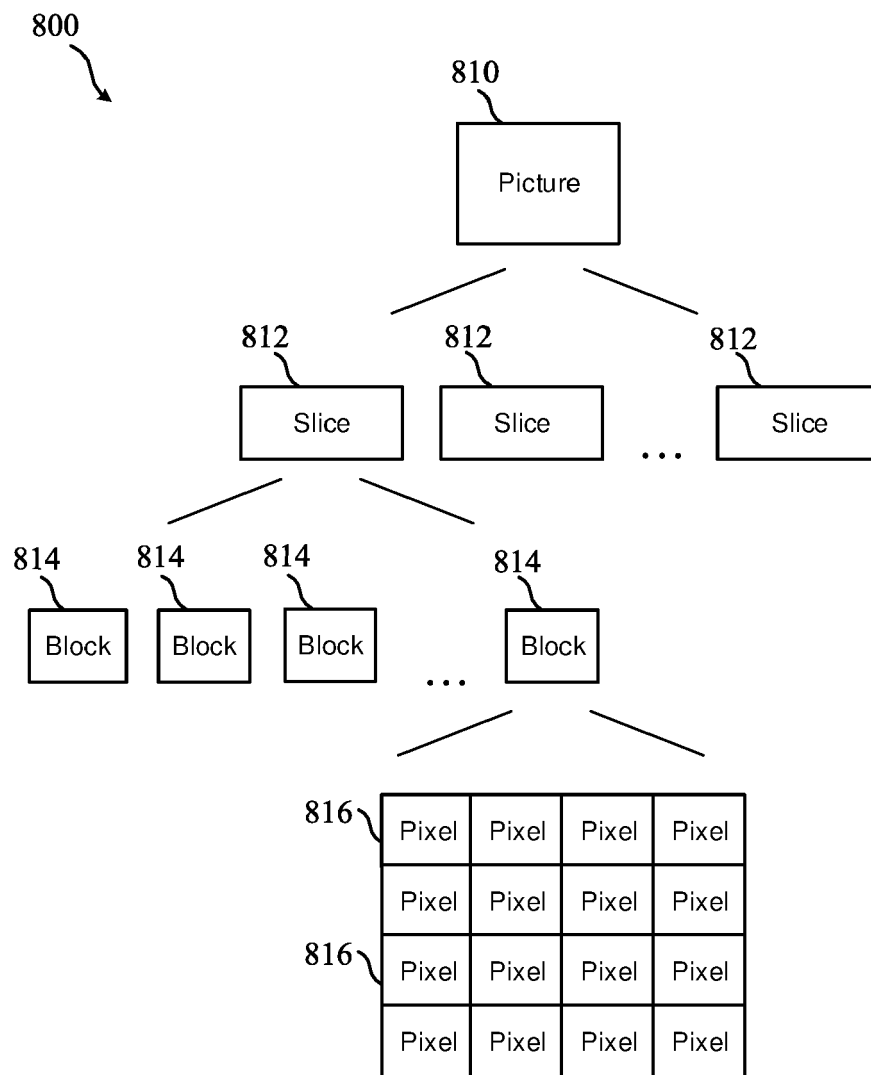 800
810
Picture
812 812 812
Slice Slice ... Slice
814 814 814 814
Block Block Block ... Block
816 Pixel Pixel Pixel Pixel
Pixel Pixel Pixel Pixel
816 Pixel Pixel Pixel Pixel
Pixel Pixel Pixel Pixel